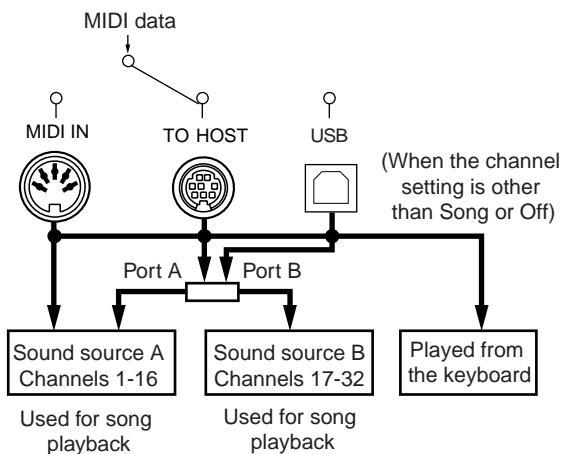 MIDI data
MIDI IN
TO HOST
USB
(When the channel
setting is other
than Song or Off)
Port A
Port B
Sound source A
Channels 1-16
Sound source B
Channels 17-32
Played from
the keyboard
Used for song
playback
Used for song
playback